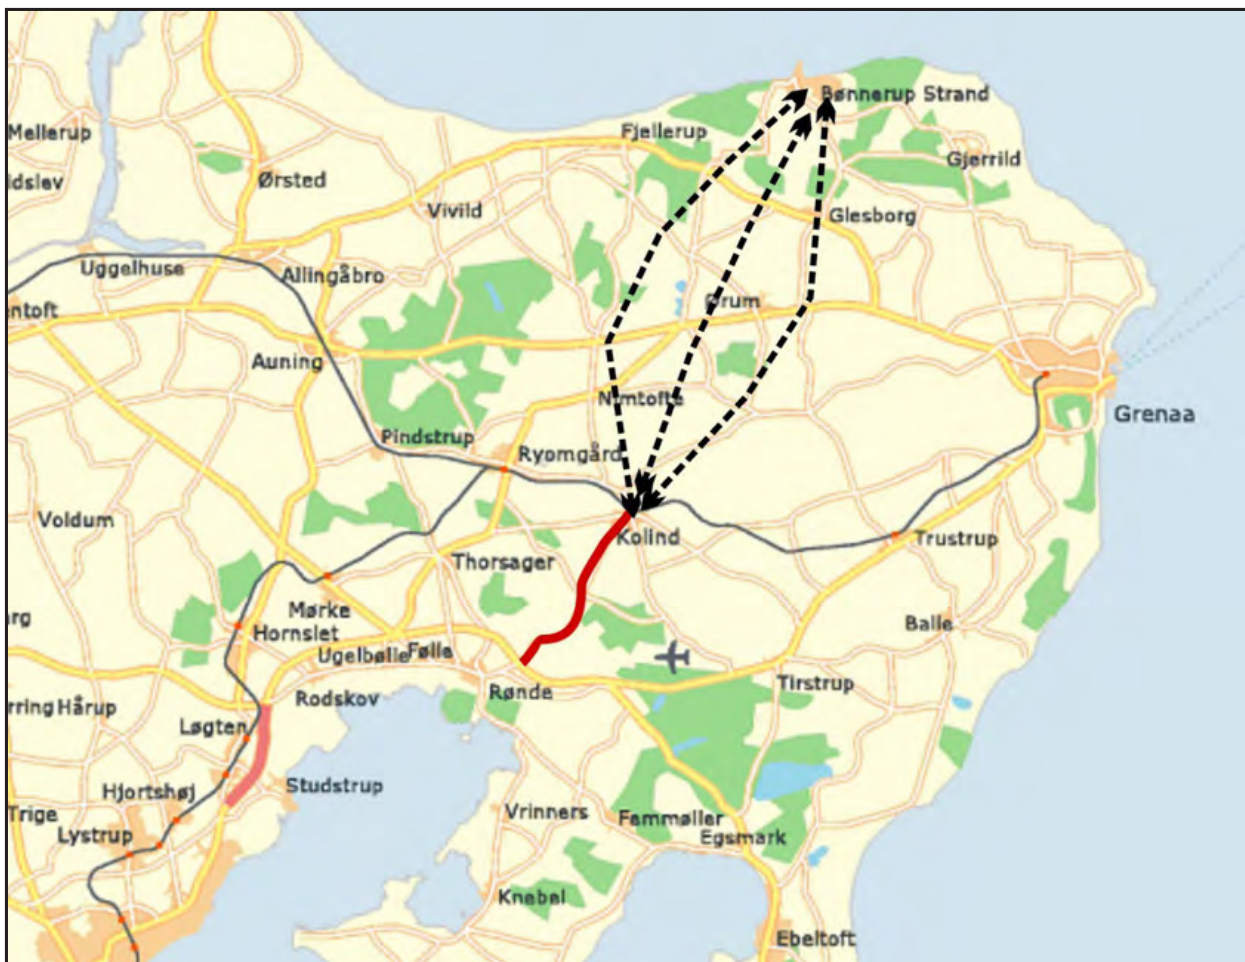 Bønnerup Strand
Mellerup
Fjellerup
Gjerrild
Ørsted
Vivild
Glesborg
Uggelhuse
Allingåbro
entoft
Ørum
Auning
Nimtofte
Grenaa
Pindstrup
Ryomgård
Voldum
Kolind
Trustrup
Thorsager
Mørke
Hornslet
Balle
Ugelbølle
Følle
Tirstrup
Rønde
Rodskov
rring
Hårup
Løgten
Studstrup
Hjortshøj
Vrinners
Trige
Femmøller
Lystrup
Egsmark
Knebel
Ebeltoft